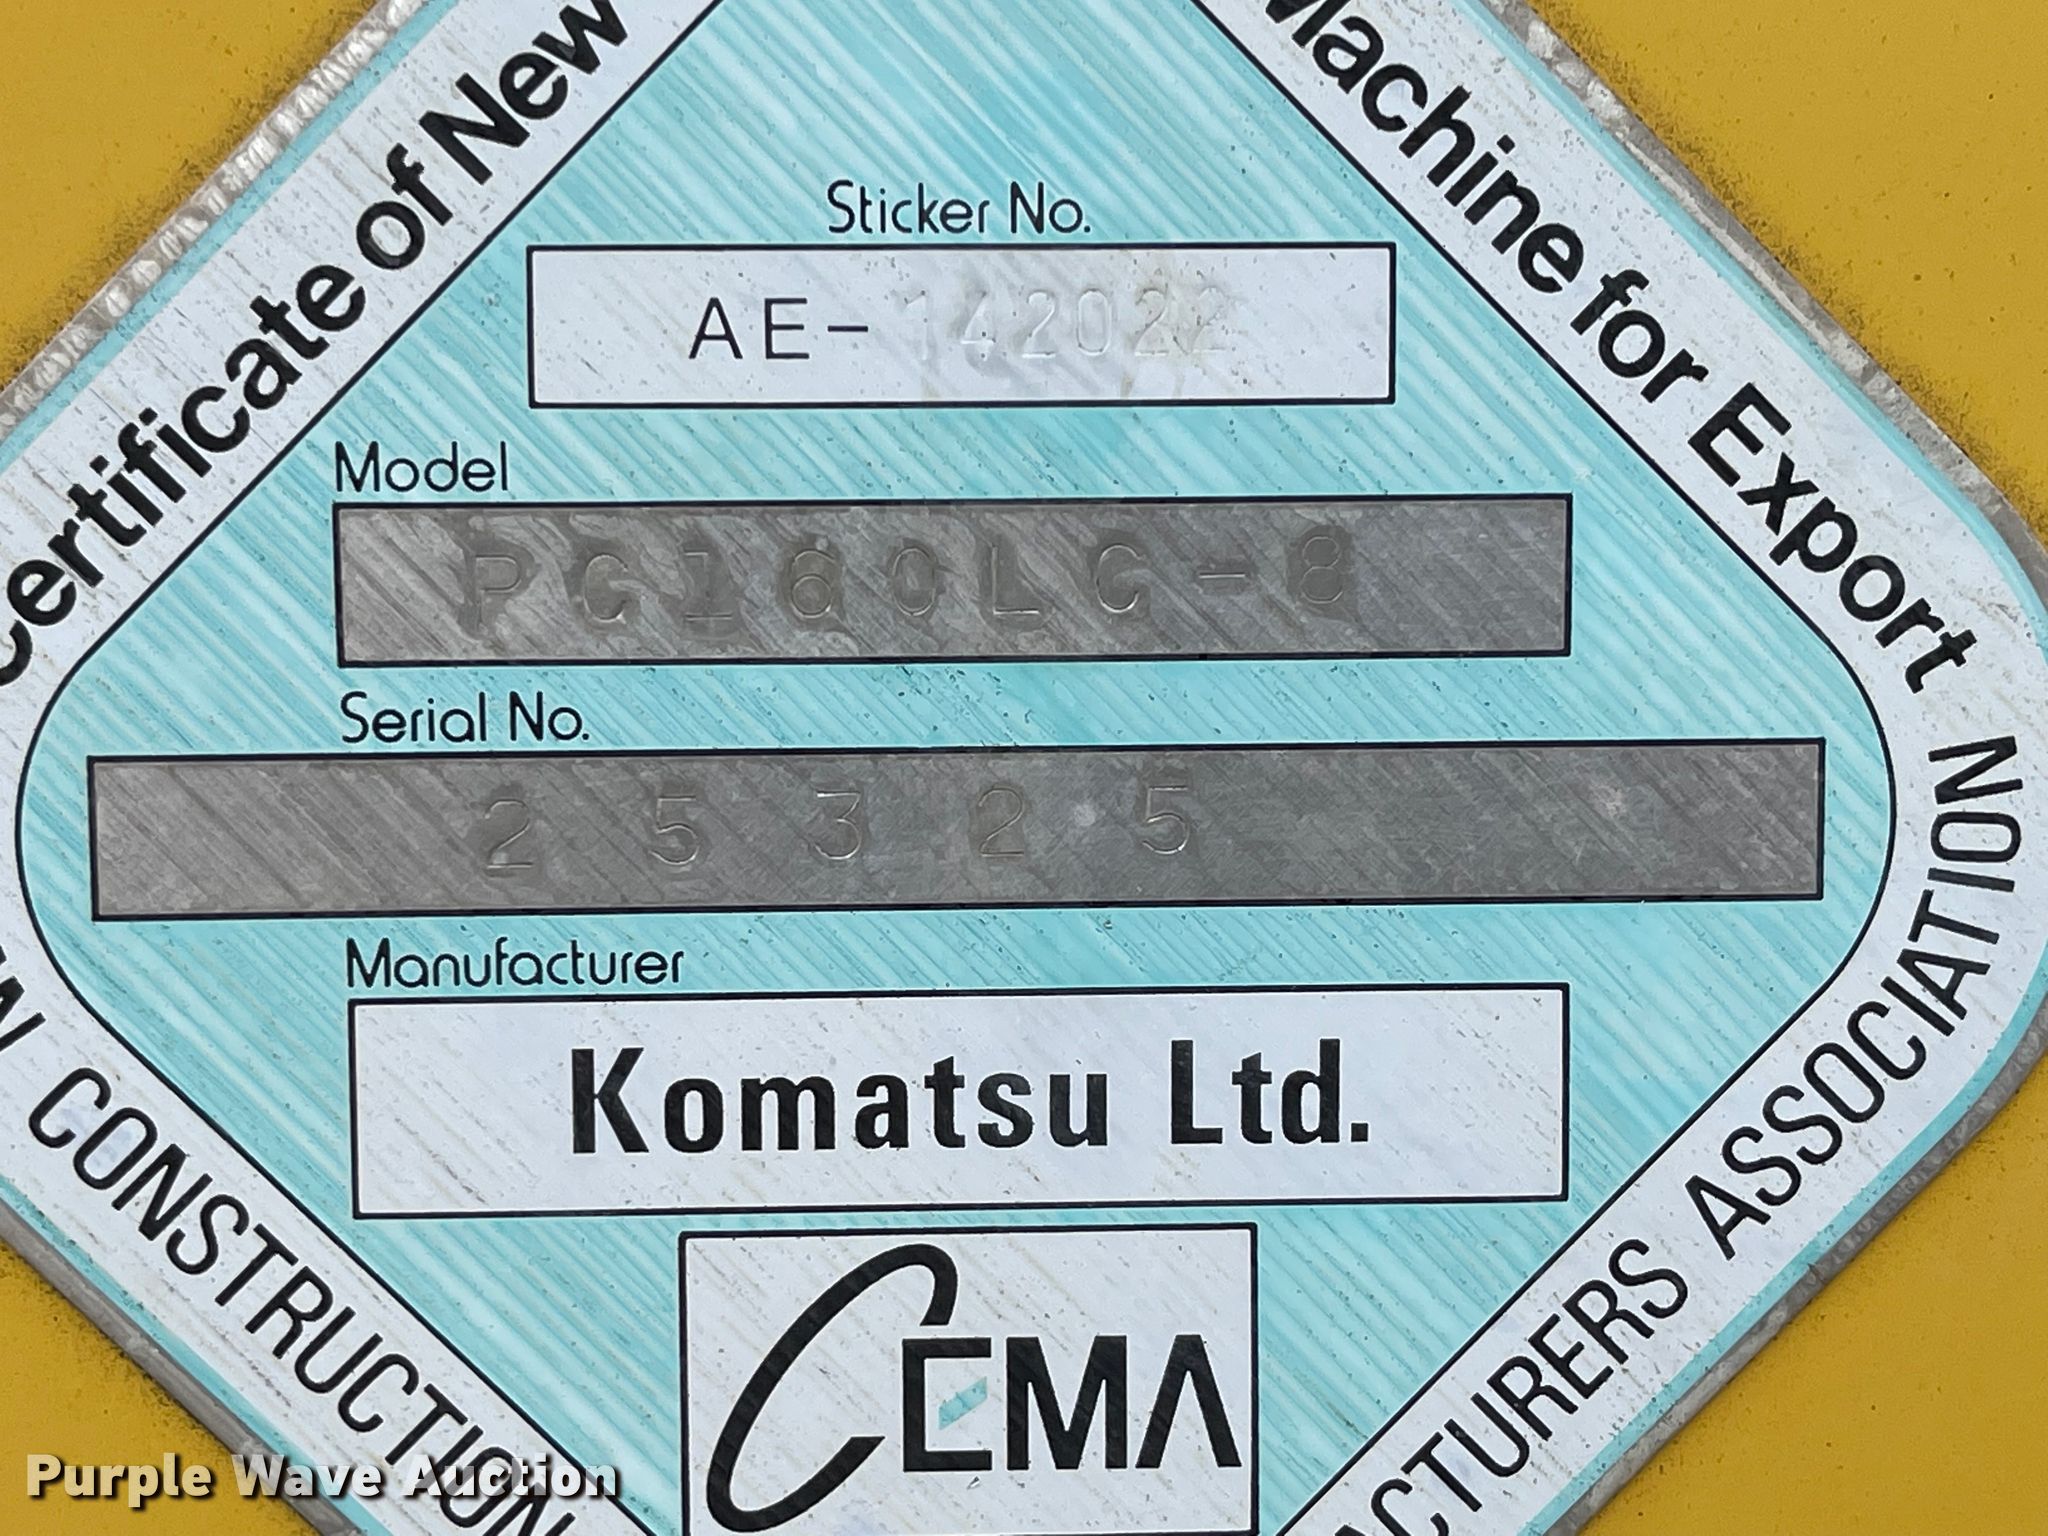 Certificate of New
Machine for Export
Sticker No.
AE-142022
Model
PC160LC-8
Serial No.
25325
Manufacturer
Komatsu Ltd.
CEMA
CONSTRUCTION
ASSOCIATION
Purple Wave Auction